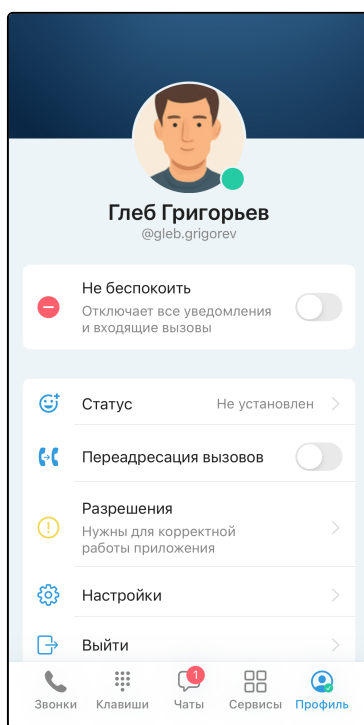 Глеб Григорьев
@gleb.grigorev
Не беспокоить
Отключает все уведомления
и входящие вызовы
Статус Не установлен
Переадресация вызовов
Разрешения
Нужны для корректной
работы приложения
Настройки
Выйти
1
Звонки Клавиши Чаты Сервисы Профиль